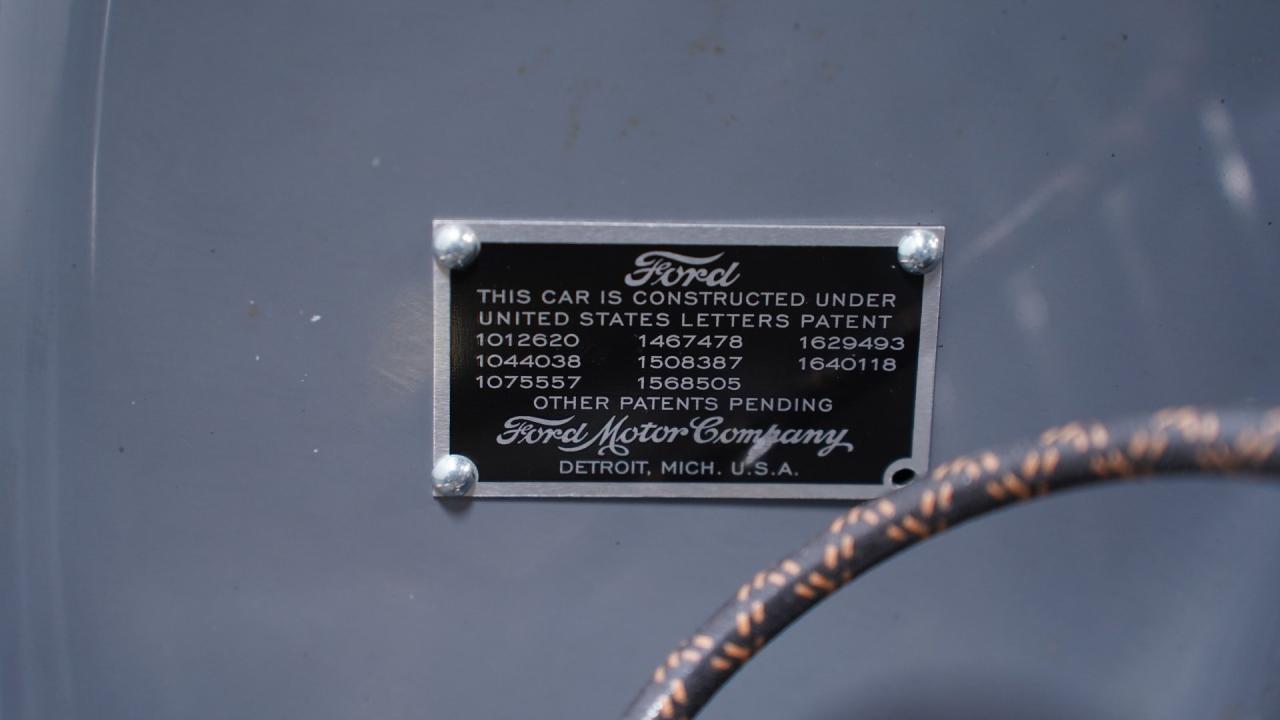 Ford
THIS CAR IS CONSTRUCTED UNDER
UNITED STATES LETTERS PATENT
1012620 1467478 1629493
1044038 1508387 1640118
1075557 1568505
OTHER PATENTS PENDING
Ford Motor Company
DETROIT, MICH. U.S.A.